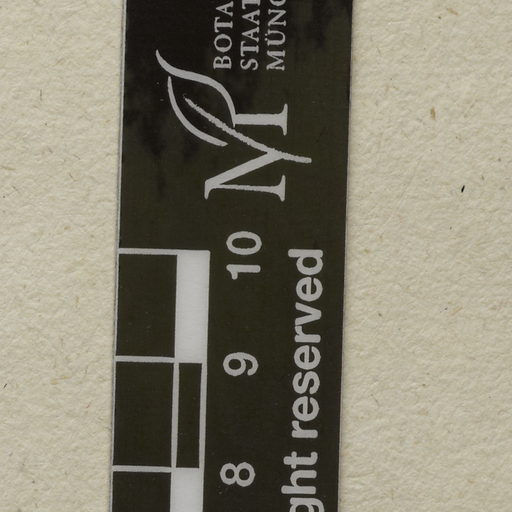 BOTA
STAAT
MÜNC
M
8 9 10
ght reserved